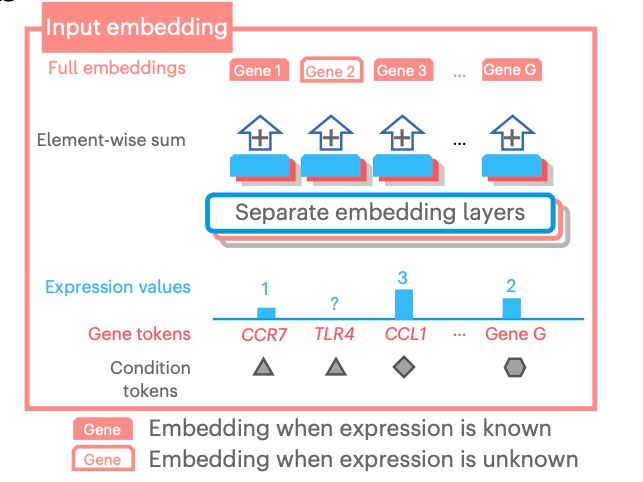 Input embedding
Full embeddings Gene 1 Gene 2 Gene 3 ... Gene G
Element-wise sum + + + ... +
Separate embedding layers
Expression values 1 ? 3 2
Gene tokens CCR7 TLR4 CCL1 ... Gene G
Condition
tokens
Gene Embedding when expression is known
Gene Embedding when expression is unknown